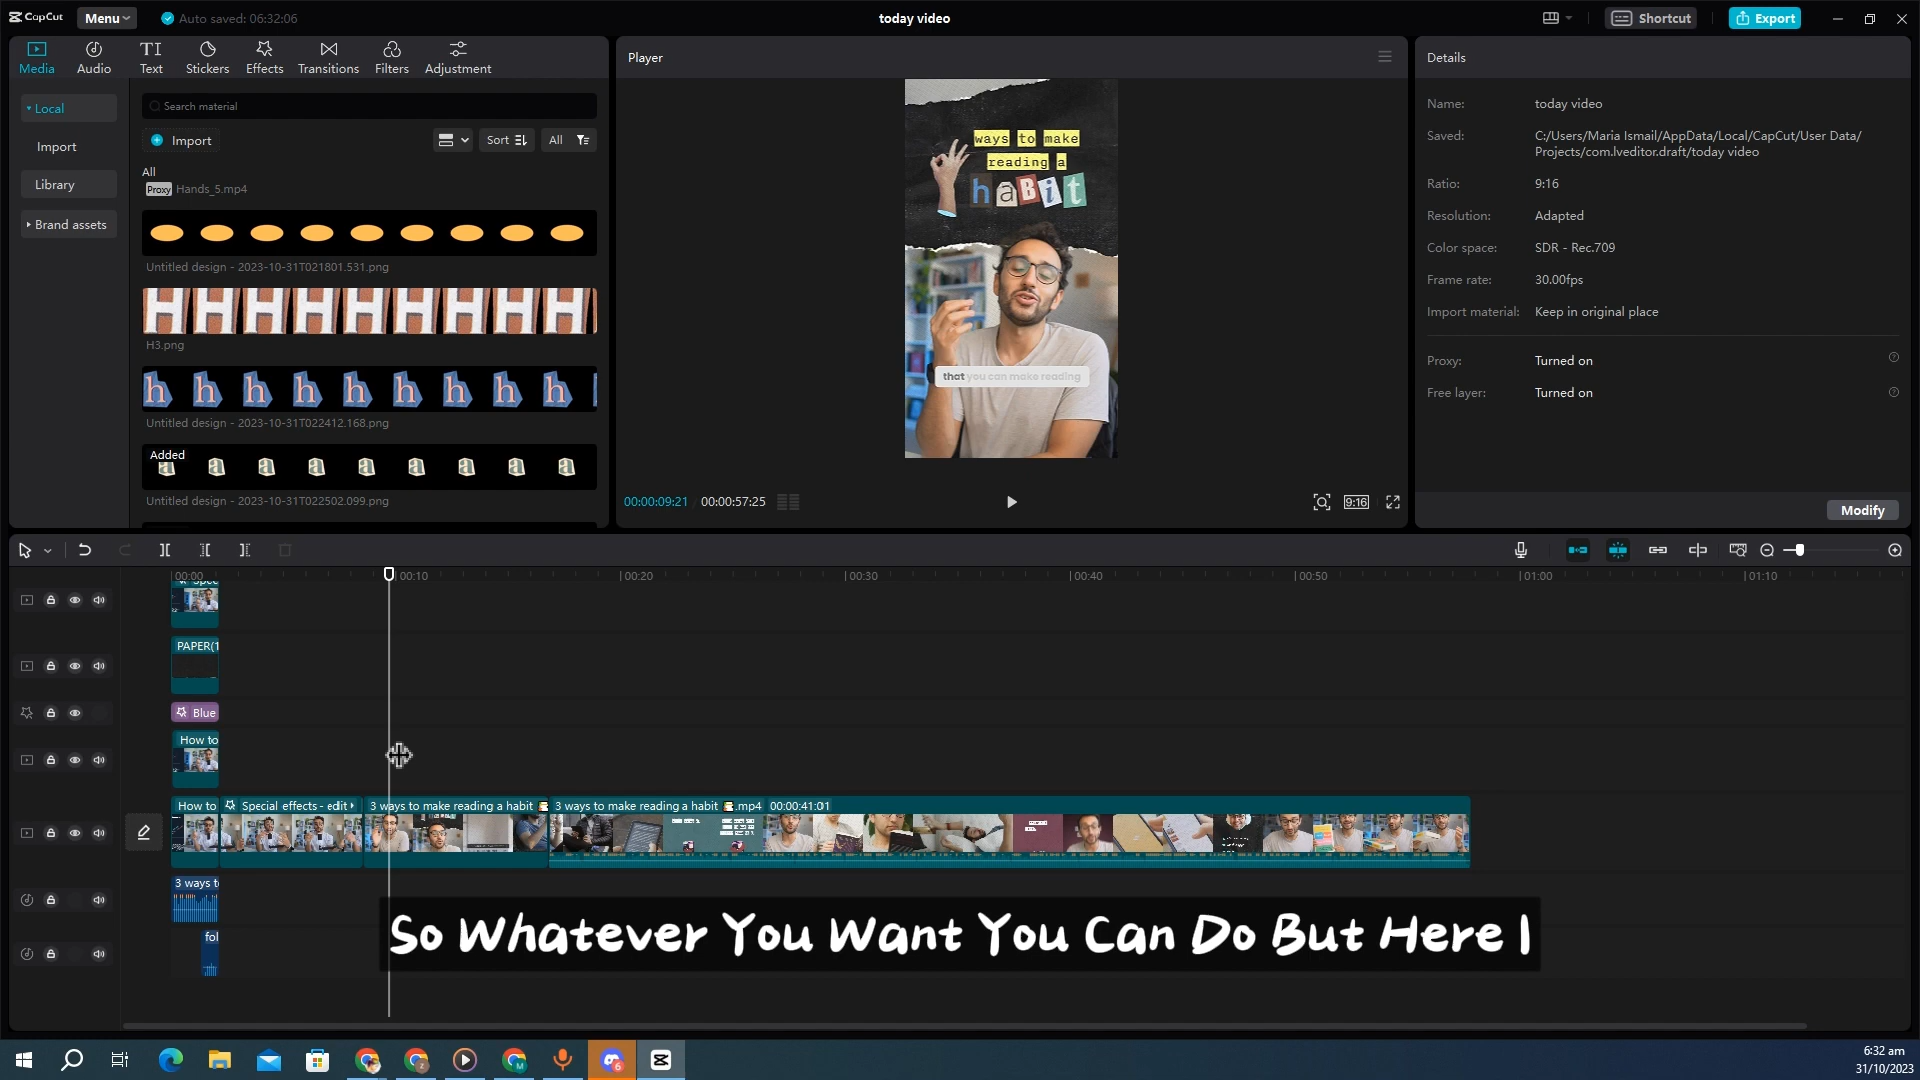 CapCut
Menu
Auto saved: 06:32:06
today video
Shortcut
Export
Media
Audio
TI
Text
Stickers
Effects
Transitions
Filters
Adjustment
Local
Import
Library
Brand assets
Search material
Import
Sort
All
All
Proxy Hands_5.mp4
Untitled design - 2023-10-31T021801.531.png
H3.png
Untitled design - 2023-10-31T022412.168.png
Added
Untitled design - 2023-10-31T022502.099.png
Player
ways to make
reading a
haBit
that you can make reading
00:00:09:21 / 00:00:57:25
9:16
Details
Name: today video
Saved: C:/Users/Maria Ismail/AppData/Local/CapCut/User Data/
Projects/com.lveditor.draft/today video
Ratio: 9:16
Resolution: Adapted
Color space: SDR - Rec.709
Frame rate: 30.00fps
Import material: Keep in original place
Proxy: Turned on
Free layer: Turned on
Modify
00:00 00:10 00:20 00:30 00:40 00:50 01:00 01:10
PAPER(1
Blue
How to
How to
Special effects - edit
3 ways to make reading a habit
3 ways to make reading a habit .mp4 00:00:41:01
3 ways to
fol
So Whatever You Want You Can Do But Here I
6:32 am
31/10/2023